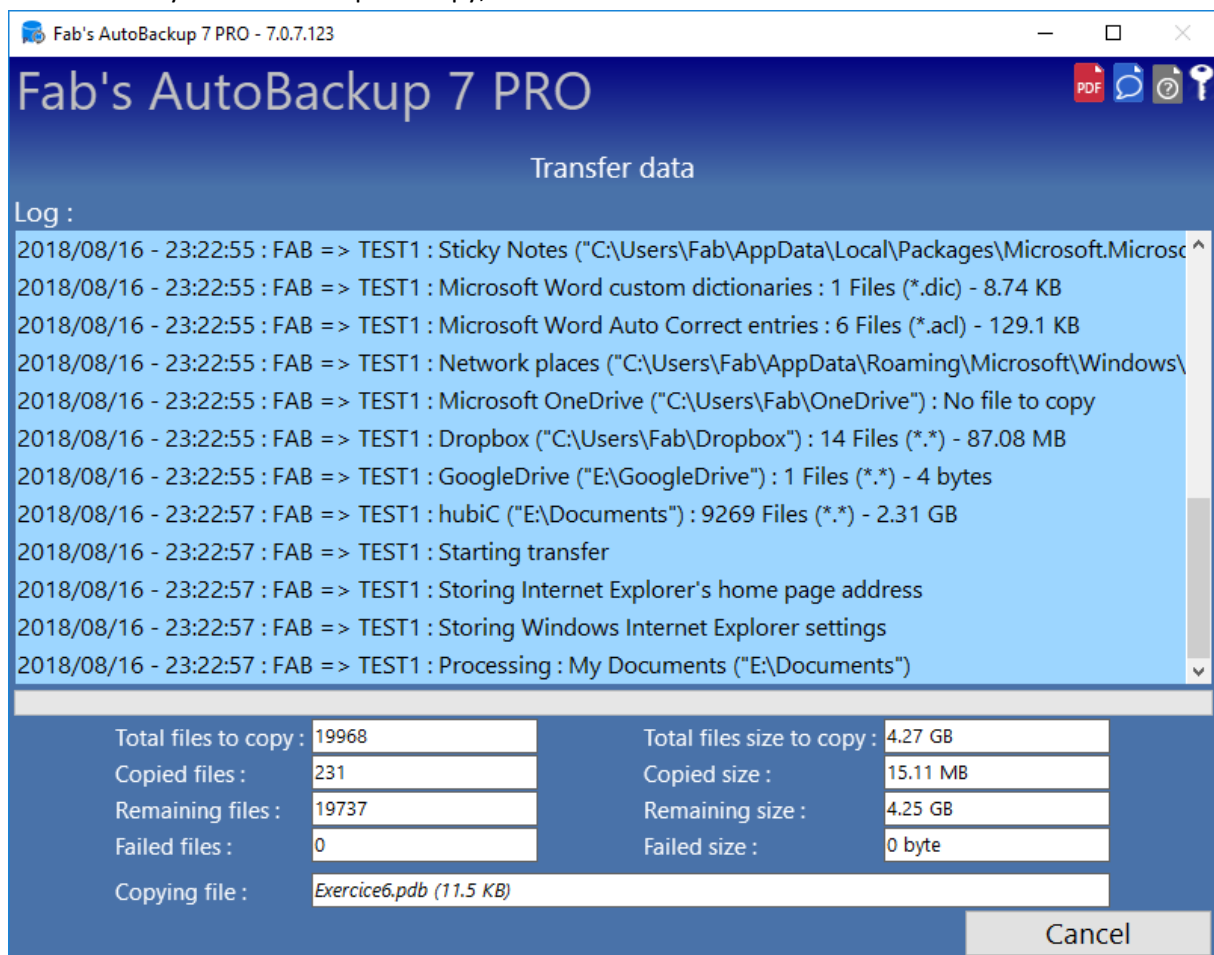 Fab's AutoBackup 7 PRO - 7.0.7.123
Fab's AutoBackup 7 PRO
PDF
Transfer data
Log :
2018/08/16 - 23:22:55 : FAB => TEST1 : Sticky Notes ("C:\Users\Fab\AppData\Local\Packages\Microsoft.Microsc
2018/08/16 - 23:22:55 : FAB => TEST1 : Microsoft Word custom dictionaries : 1 Files (*.dic) - 8.74 KB
2018/08/16 - 23:22:55 : FAB => TEST1 : Microsoft Word Auto Correct entries : 6 Files (*.acl) - 129.1 KB
2018/08/16 - 23:22:55 : FAB => TEST1 : Network places ("C:\Users\Fab\AppData\Roaming\Microsoft\Windows\
2018/08/16 - 23:22:55 : FAB => TEST1 : Microsoft OneDrive ("C:\Users\Fab\OneDrive") : No file to copy
2018/08/16 - 23:22:55 : FAB => TEST1 : Dropbox ("C:\Users\Fab\Dropbox") : 14 Files (*.*) - 87.08 MB
2018/08/16 - 23:22:55 : FAB => TEST1 : GoogleDrive ("E:\GoogleDrive") : 1 Files (*.*) - 4 bytes
2018/08/16 - 23:22:57 : FAB => TEST1 : hubiC ("E:\Documents") : 9269 Files (*.*) - 2.31 GB
2018/08/16 - 23:22:57 : FAB => TEST1 : Starting transfer
2018/08/16 - 23:22:57 : FAB => TEST1 : Storing Internet Explorer's home page address
2018/08/16 - 23:22:57 : FAB => TEST1 : Storing Windows Internet Explorer settings
2018/08/16 - 23:22:57 : FAB => TEST1 : Processing : My Documents ("E:\Documents")
Total files to copy : 19968 Total files size to copy : 4.27 GB
Copied files : 231 Copied size : 15.11 MB
Remaining files : 19737 Remaining size : 4.25 GB
Failed files : 0 Failed size : 0 byte
Copying file : Exercice6.pdb (11.5 KB)
Cancel